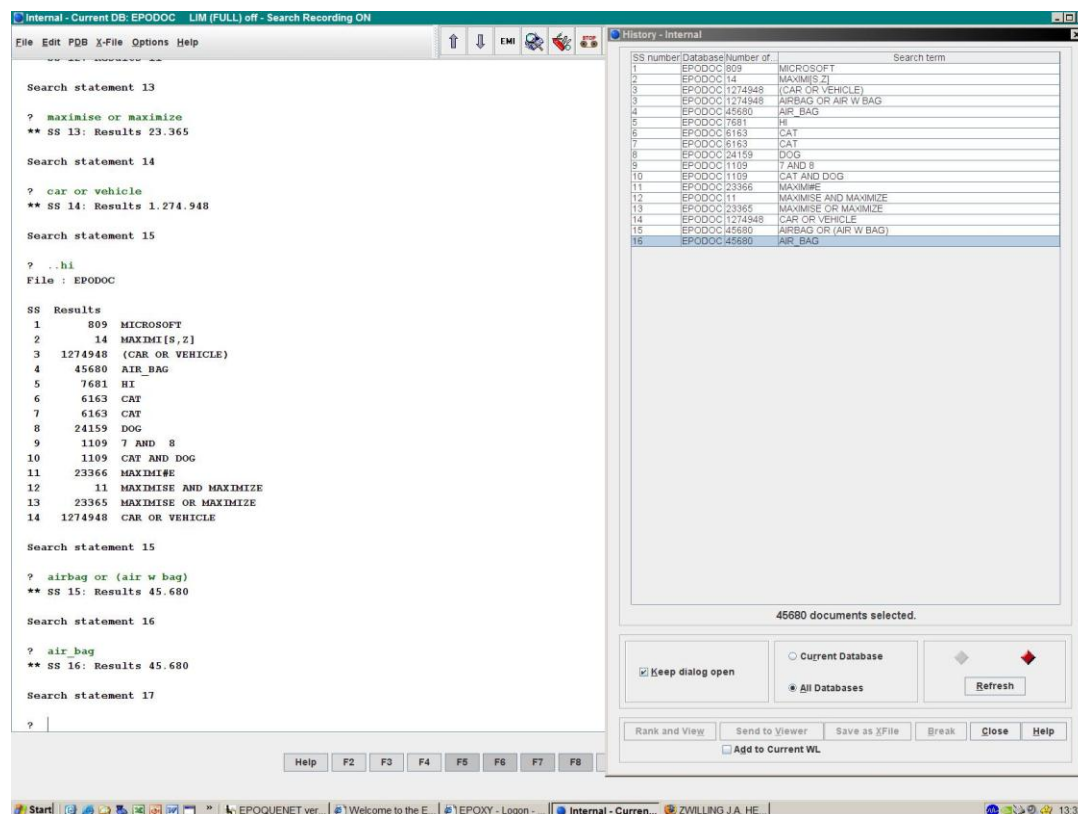 Internal - Current DB: EPODOC LIM (FULL) off - Search Recording ON
File Edit PDB X-File Options Help
EMI
STOP
Search statement 13
? maximise or maximize
** SS 13: Results 23.365
Search statement 14
? car or vehicle
** SS 14: Results 1.274.948
Search statement 15
? ..hi
File : EPODOC
SS Results
1 809 MICROSOFT
2 14 MAXIMI[S,Z]
3 1274948 (CAR OR VEHICLE)
4 45680 AIR_BAG
5 7681 HI
6 6163 CAT
7 6163 CAT
8 24159 DOG
9 1109 7 AND 8
10 1109 CAT AND DOG
11 23366 MAXIMI#E
12 11 MAXIMISE AND MAXIMIZE
13 23365 MAXIMISE OR MAXIMIZE
14 1274948 CAR OR VEHICLE
Search statement 15
? airbag or (air w bag)
** SS 15: Results 45.680
Search statement 16
? air_bag
** SS 16: Results 45.680
Search statement 17
?
Help F2 F3 F4 F5 F6 F7 F8
History - Internal
SS number Database Number of... Search term
1 EPODOC 809 MICROSOFT
2 EPODOC 14 MAXIMI[S,Z]
3 EPODOC 1274948 (CAR OR VEHICLE)
3 EPODOC 1274948 AIRBAG OR AIR W BAG
4 EPODOC 45680 AIR_BAG
5 EPODOC 7681 HI
6 EPODOC 6163 CAT
7 EPODOC 6163 CAT
8 EPODOC 24159 DOG
9 EPODOC 1109 7 AND 8
10 EPODOC 1109 CAT AND DOG
11 EPODOC 23366 MAXIMI#E
12 EPODOC 11 MAXIMISE AND MAXIMIZE
13 EPODOC 23365 MAXIMISE OR MAXIMIZE
14 EPODOC 1274948 CAR OR VEHICLE
15 EPODOC 45680 AIRBAG OR (AIR W BAG)
16 EPODOC 45680 AIR_BAG
45680 documents selected.
Keep dialog open
Current Database
All Databases
Refresh
Rank and View Send to Viewer Save as XFile Break Close Help
Add to Current WL
Start » EPOQUENET ver... Welcome to the E... EPOXY - Logon - ... Internal - Curren... ZWILLING J.A. HE... 13:3